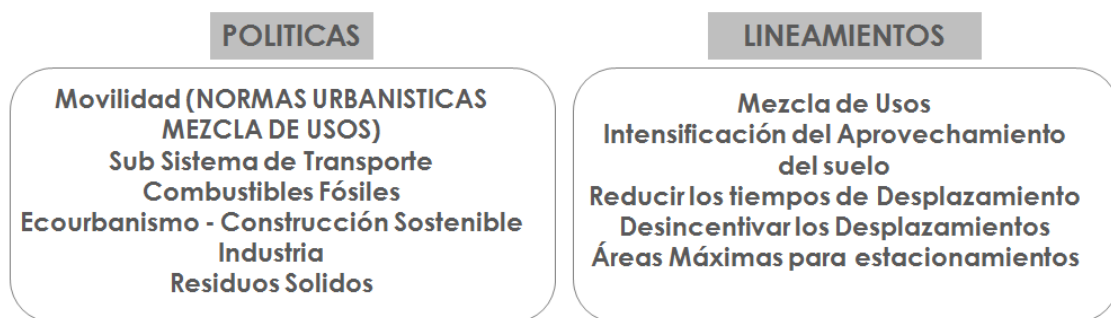 POLITICAS
Movilidad (NORMAS URBANISTICAS
MEZCLA DE USOS)
Sub Sistema de Transporte
Combustibles Fósiles
Ecourbanismo - Construcción Sostenible
Industria
Residuos Solidos
LINEAMIENTOS
Mezcla de Usos
Intensificación del Aprovechamiento
del suelo
Reducir los tiempos de Desplazamiento
Desincentivar los Desplazamientos
Áreas Máximas para estacionamientos